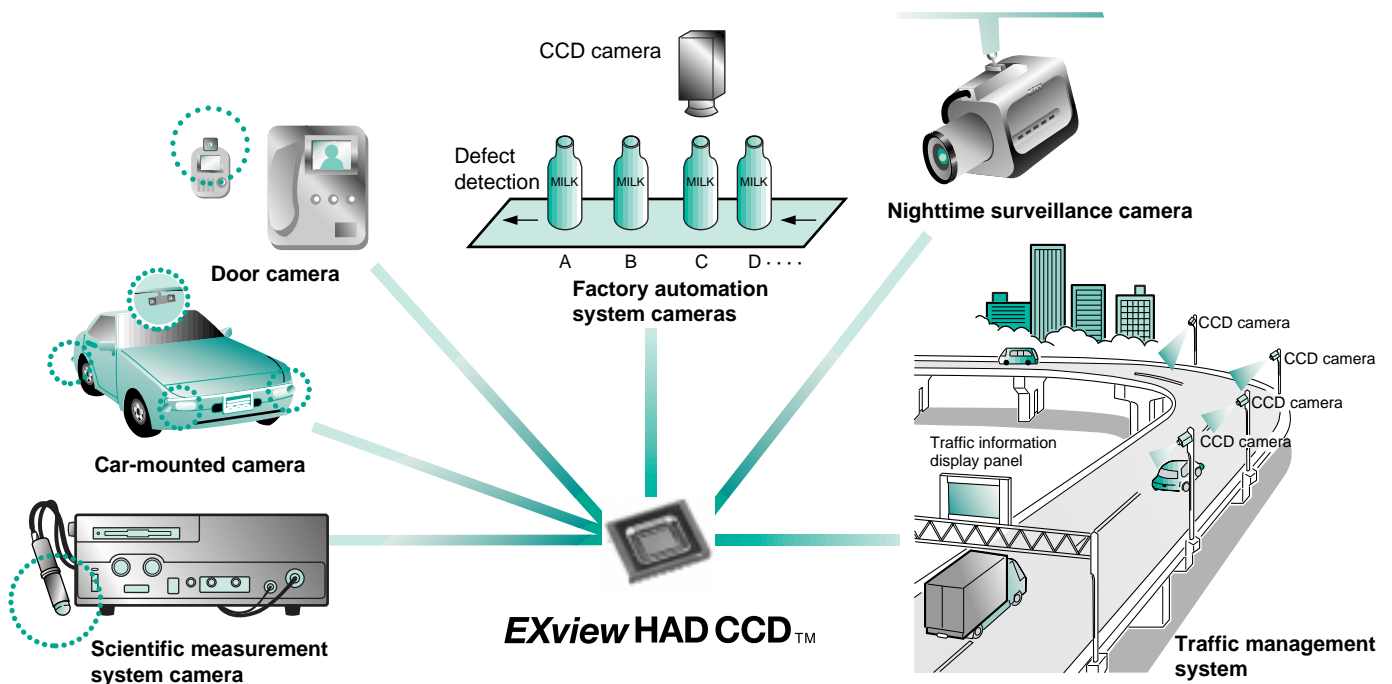 CCD camera
Defect
detection
MILK
MILK
MILK
MILK
A
B
C
D ‧‧‧‧
Factory automation
system cameras
Door camera
Nighttime surveillance camera
Car-mounted camera
CCD camera
CCD camera
CCD camera
CCD camera
Traffic information
display panel
Traffic management
system
Scientific measurement
system camera
EXview HAD CCD TM